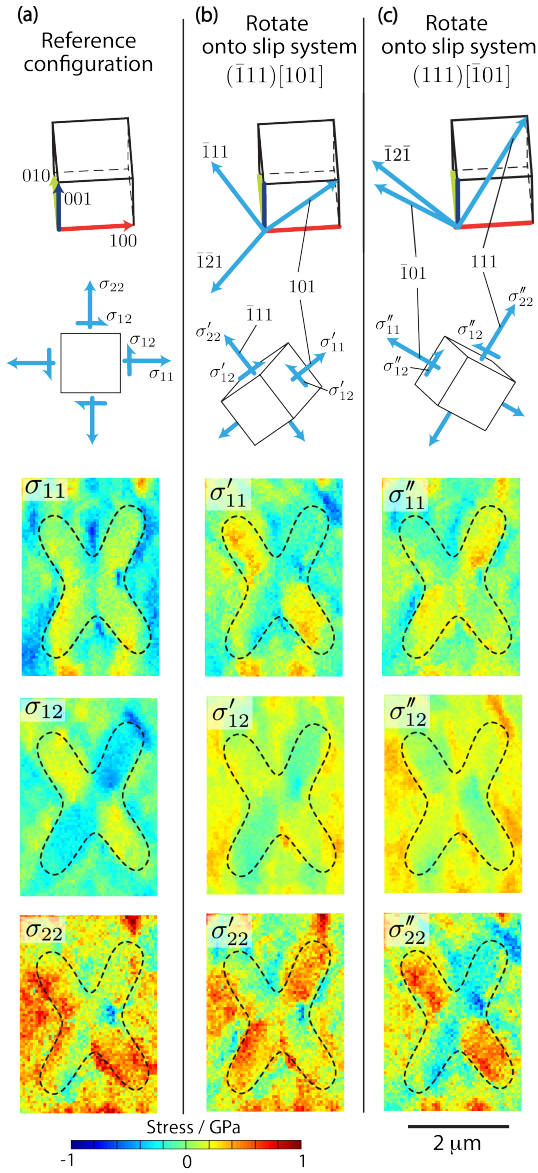 (a)
Reference
configuration
(b)
Rotate
onto slip system
(1̄11)[101]
(c)
Rotate
onto slip system
(111)[1̄01]
010
001
100
1̄11
1̄2̄1
101
1̄21̄
1̄01
111
σ22
σ12
σ12
σ11
1̄11
σ′22
σ′12
σ′11
σ′12
σ″11
σ″12
σ″12
σ″22
σ11
σ′11
σ″11
σ12
σ′12
σ″12
σ22
σ′22
σ″22
Stress / GPa
-1
0
1
2 μm